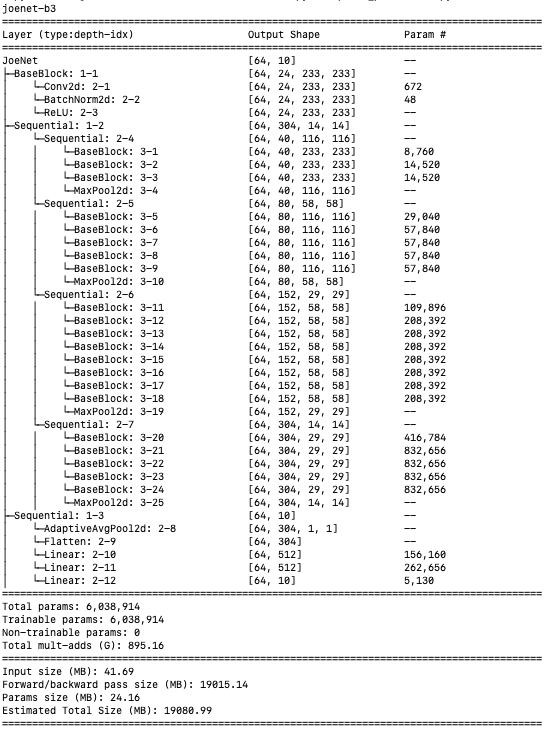 joenet-b3
==========================================================================================
Layer (type:depth-idx) Output Shape Param #
==========================================================================================
JoeNet [64, 10] --
├─BaseBlock: 1-1 [64, 24, 233, 233] --
│ └─Conv2d: 2-1 [64, 24, 233, 233] 672
│ └─BatchNorm2d: 2-2 [64, 24, 233, 233] 48
│ └─ReLU: 2-3 [64, 24, 233, 233] --
├─Sequential: 1-2 [64, 304, 14, 14] --
│ └─Sequential: 2-4 [64, 40, 116, 116] --
│ │ └─BaseBlock: 3-1 [64, 40, 233, 233] 8,760
│ │ └─BaseBlock: 3-2 [64, 40, 233, 233] 14,520
│ │ └─BaseBlock: 3-3 [64, 40, 233, 233] 14,520
│ │ └─MaxPool2d: 3-4 [64, 40, 116, 116] --
│ └─Sequential: 2-5 [64, 80, 58, 58] --
│ │ └─BaseBlock: 3-5 [64, 80, 116, 116] 29,040
│ │ └─BaseBlock: 3-6 [64, 80, 116, 116] 57,840
│ │ └─BaseBlock: 3-7 [64, 80, 116, 116] 57,840
│ │ └─BaseBlock: 3-8 [64, 80, 116, 116] 57,840
│ │ └─BaseBlock: 3-9 [64, 80, 116, 116] 57,840
│ │ └─MaxPool2d: 3-10 [64, 80, 58, 58] --
│ └─Sequential: 2-6 [64, 152, 29, 29] --
│ │ └─BaseBlock: 3-11 [64, 152, 58, 58] 109,896
│ │ └─BaseBlock: 3-12 [64, 152, 58, 58] 208,392
│ │ └─BaseBlock: 3-13 [64, 152, 58, 58] 208,392
│ │ └─BaseBlock: 3-14 [64, 152, 58, 58] 208,392
│ │ └─BaseBlock: 3-15 [64, 152, 58, 58] 208,392
│ │ └─BaseBlock: 3-16 [64, 152, 58, 58] 208,392
│ │ └─BaseBlock: 3-17 [64, 152, 58, 58] 208,392
│ │ └─BaseBlock: 3-18 [64, 152, 58, 58] 208,392
│ │ └─MaxPool2d: 3-19 [64, 152, 29, 29] --
│ └─Sequential: 2-7 [64, 304, 14, 14] --
│ │ └─BaseBlock: 3-20 [64, 304, 29, 29] 416,784
│ │ └─BaseBlock: 3-21 [64, 304, 29, 29] 832,656
│ │ └─BaseBlock: 3-22 [64, 304, 29, 29] 832,656
│ │ └─BaseBlock: 3-23 [64, 304, 29, 29] 832,656
│ │ └─BaseBlock: 3-24 [64, 304, 29, 29] 832,656
│ │ └─MaxPool2d: 3-25 [64, 304, 14, 14] --
├─Sequential: 1-3 [64, 10] --
│ └─AdaptiveAvgPool2d: 2-8 [64, 304, 1, 1] --
│ └─Flatten: 2-9 [64, 304] --
│ └─Linear: 2-10 [64, 512] 156,160
│ └─Linear: 2-11 [64, 512] 262,656
│ └─Linear: 2-12 [64, 10] 5,130
==========================================================================================
Total params: 6,038,914
Trainable params: 6,038,914
Non-trainable params: 0
Total mult-adds (G): 895.16
==========================================================================================
Input size (MB): 41.69
Forward/backward pass size (MB): 19015.14
Params size (MB): 24.16
Estimated Total Size (MB): 19080.99
==========================================================================================